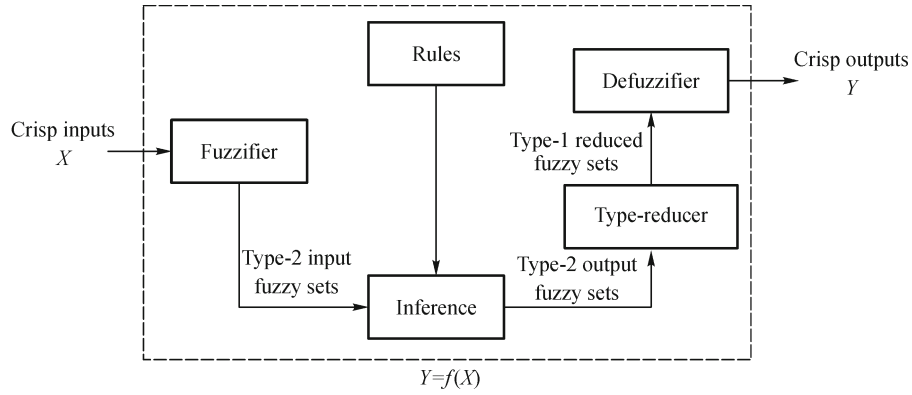 Rules
Defuzzifier
Crisp outputs
Y
Crisp inputs
X
Fuzzifier
Type-1 reduced
fuzzy sets
Type-reducer
Type-2 input
fuzzy sets
Inference
Type-2 output
fuzzy sets
Y=f(X)